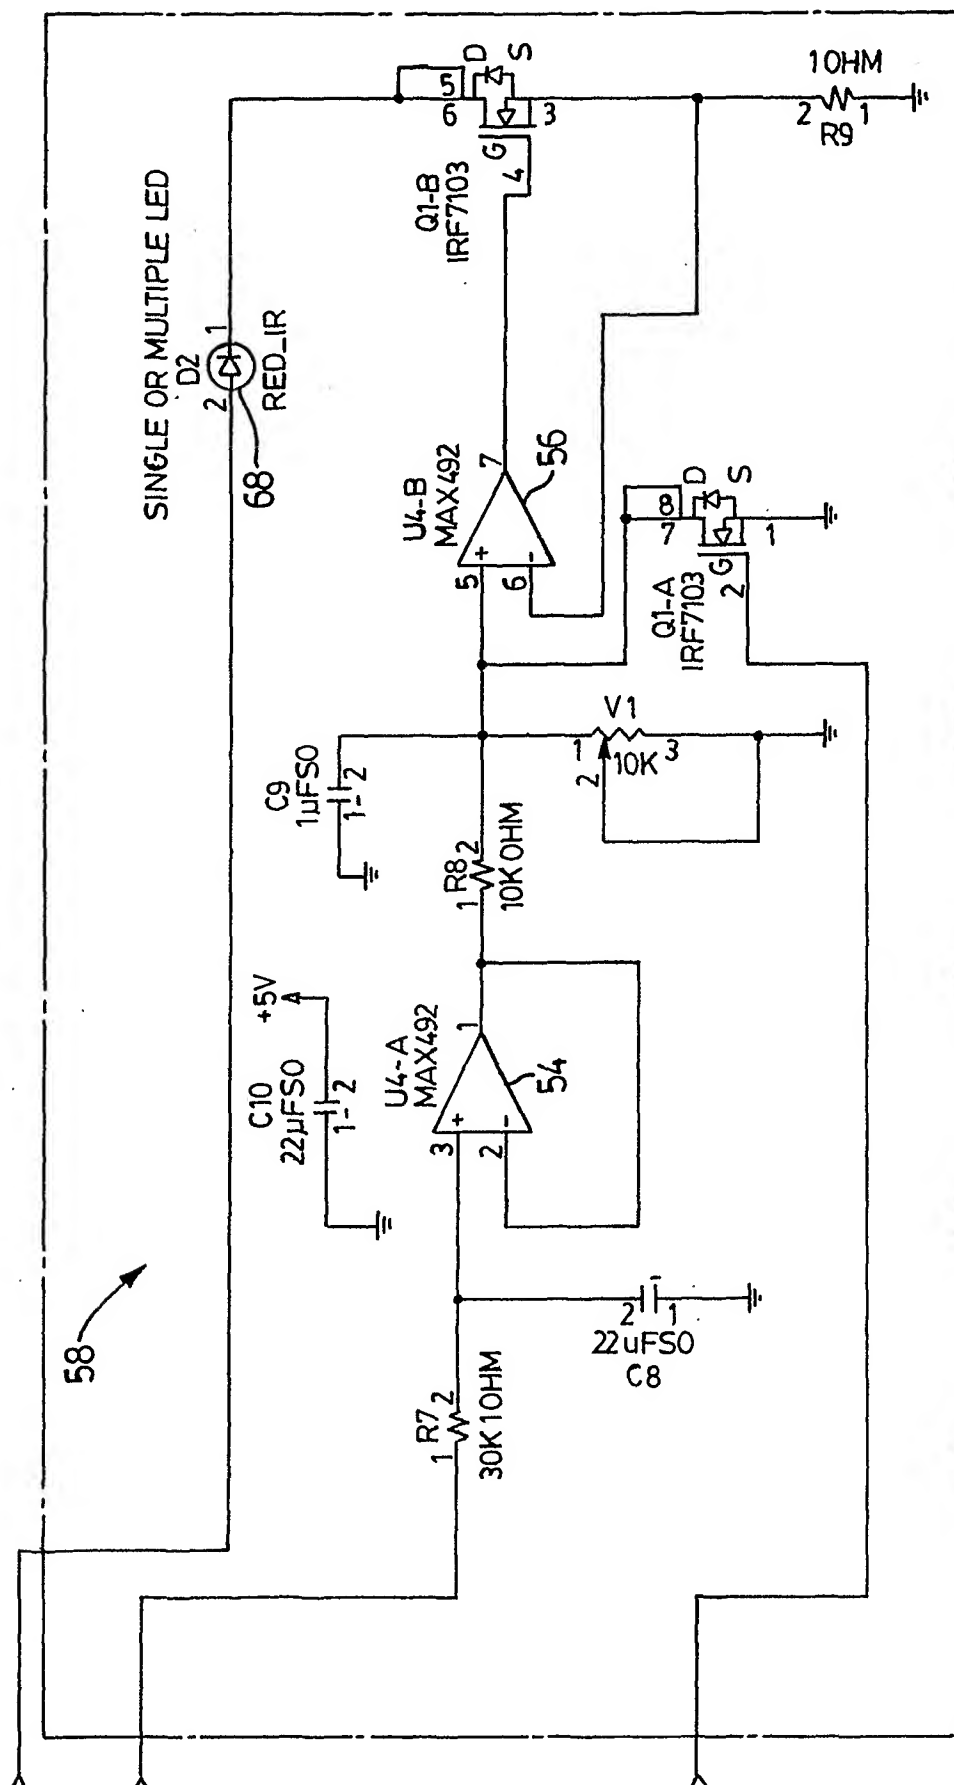 1OHM
2
1
R9
D
S
5
6
3
G
4
Q1-B
IRF7103
SINGLE OR MULTIPLE LED
D2
2
1
RED_IR
68
U4-B
MAX492
5
+
6
-
7
56
8
7
D
S
G
1
2
Q1-A
IRF7103
V1
1
2
10K
3
C9
1µFSO
1
-
2
1
R8
2
10KOHM
+5V
C10
22µFSO
1
-
2
U4-A
MAX492
3
+
2
-
1
54
58
1
R7
2
30K1OHM
2
-
1
22uFSO
C8